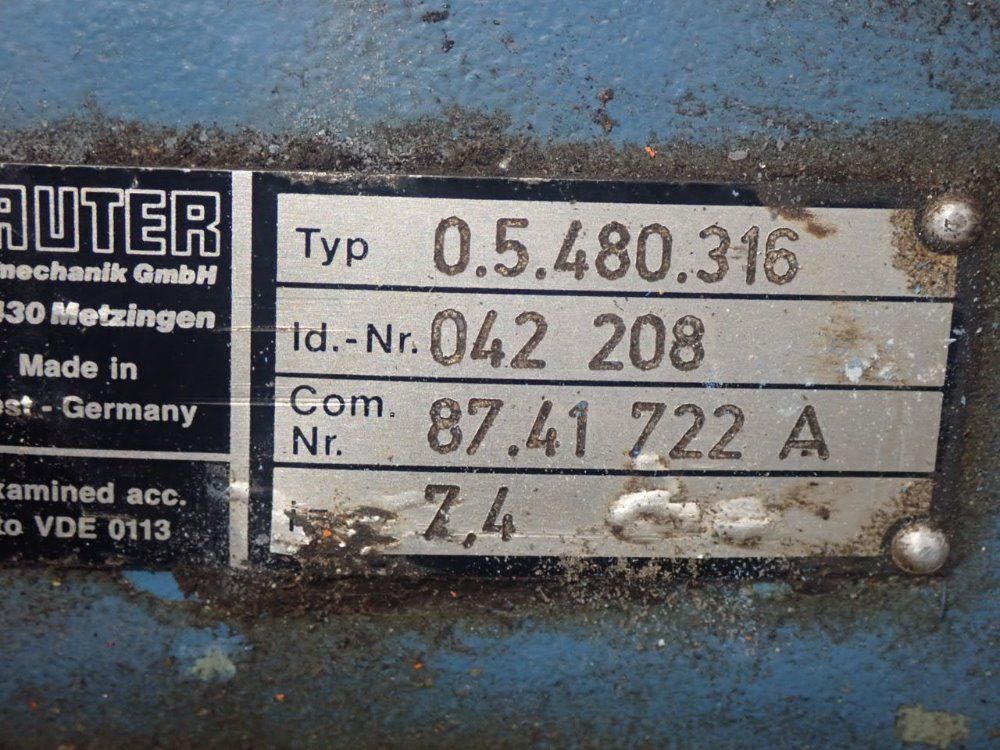 AUTER
mechanik GmbH
430 Metzingen
Made in
est - Germany
xamined acc.
to VDE 0113
Typ 0.5.480.316
Id.-Nr. 042 208
Com. Nr. 87.41 722 A
i= 7,4